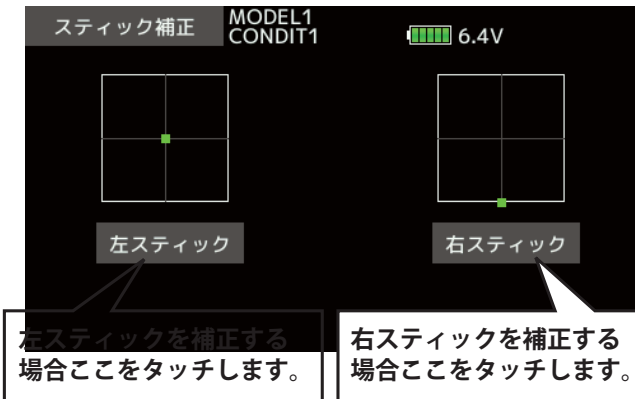 スティック補正
MODEL1
CONDIT1
6.4V
左スティック
右スティック
左スティックを補正する
場合ここをタッチします。
右スティックを補正する
場合ここをタッチします。